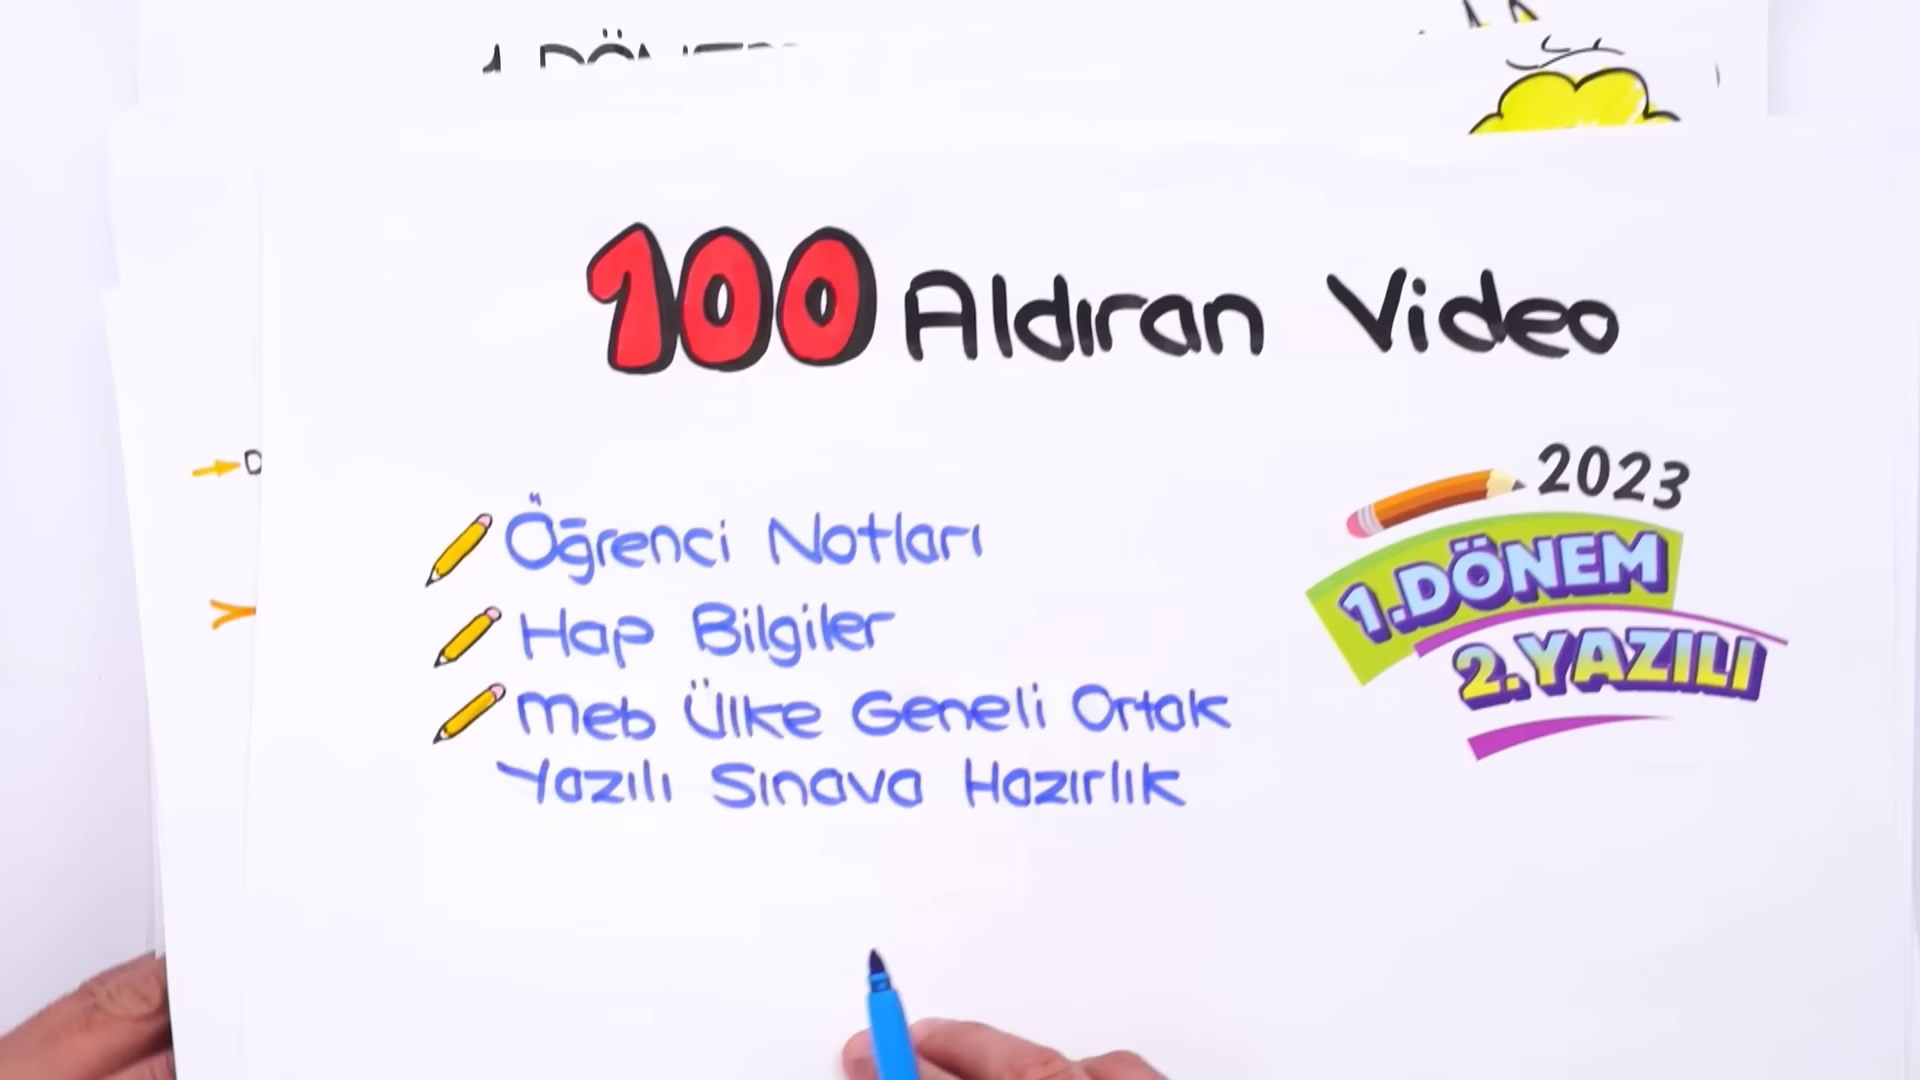 100 Aldıran Video
2023
1.DÖNEM
2.YAZILI
Öğrenci Notları
Hap Bilgiler
Meb Ülke Geneli Ortak
Yazılı Sınava Hazırlık